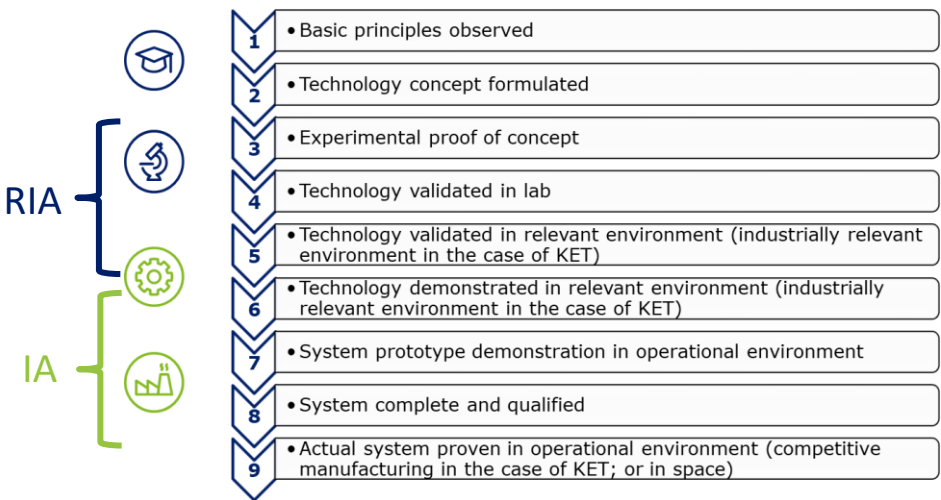 1
• Basic principles observed
2
• Technology concept formulated
3
• Experimental proof of concept
RIA
4
• Technology validated in lab
5
• Technology validated in relevant environment (industrially relevant
environment in the case of KET)
6
• Technology demonstrated in relevant environment (industrially
relevant environment in the case of KET)
IA
7
• System prototype demonstration in operational environment
8
• System complete and qualified
9
• Actual system proven in operational environment (competitive
manufacturing in the case of KET; or in space)